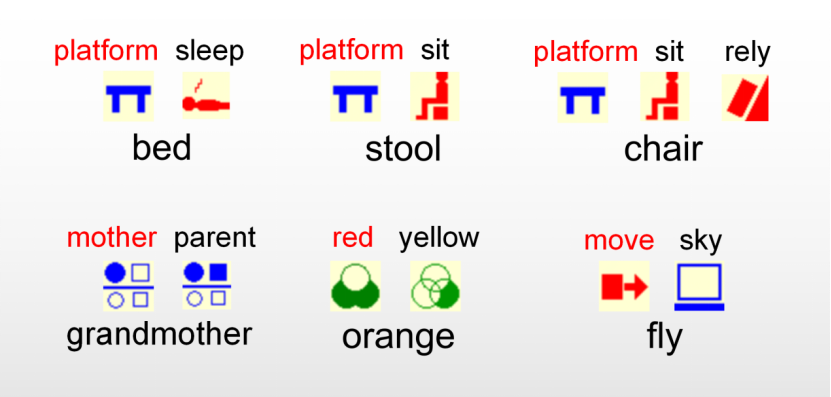 platform sleep
bed
platform sit
stool
platform sit rely
chair
mother parent
grandmother
red yellow
orange
move sky
fly